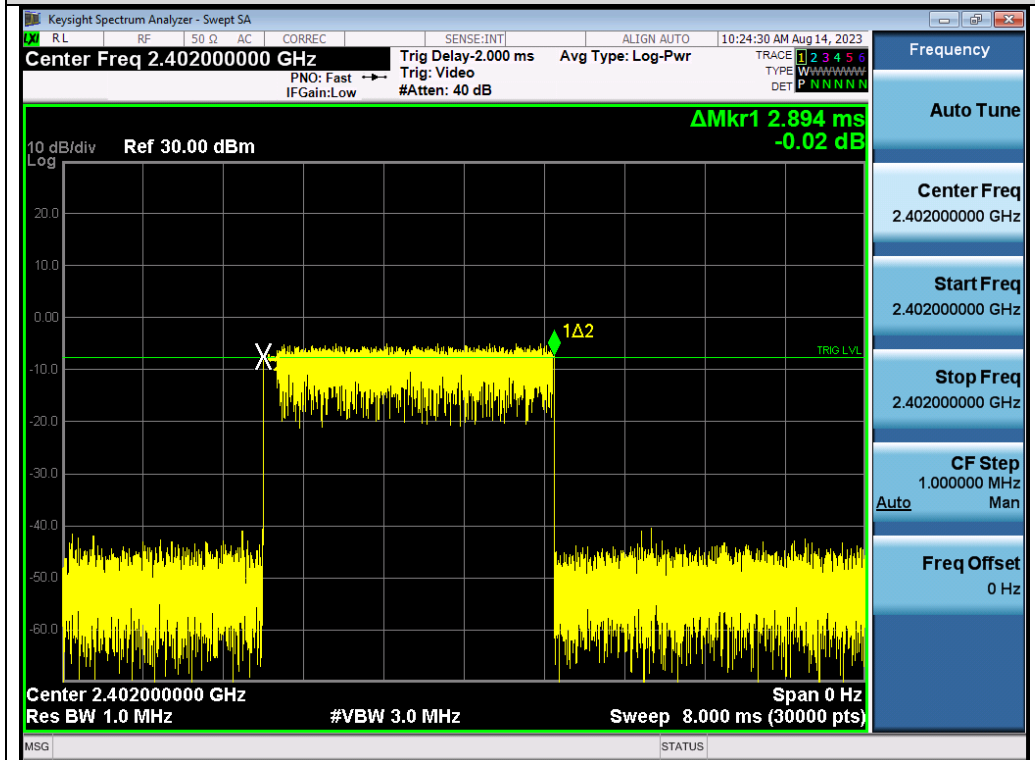 Keysight Spectrum Analyzer - Swept SA
LXI RL RF 50 Ω AC CORREC SENSE:INT ALIGN AUTO 10:24:30 AM Aug 14, 2023
Center Freq 2.402000000 GHz
PNO: Fast
IFGain:Low
Trig Delay-2.000 ms
Trig: Video
#Atten: 40 dB
Avg Type: Log-Pwr
TRACE 1 2 3 4 5 6
TYPE WWWWWWW
DET P N N N N N
ΔMkr1 2.894 ms
-0.02 dB
10 dB/div
Log
Ref 30.00 dBm
20.0
10.0
0.00
-10.0
-20.0
-30.0
-40.0
-50.0
-60.0
1Δ2
TRIG LVL
Center 2.402000000 GHz
Span 0 Hz
Res BW 1.0 MHz
#VBW 3.0 MHz
Sweep 8.000 ms (30000 pts)
MSG
STATUS
Frequency
Auto Tune
Center Freq
2.402000000 GHz
Start Freq
2.402000000 GHz
Stop Freq
2.402000000 GHz
CF Step
1.000000 MHz
Auto Man
Freq Offset
0 Hz